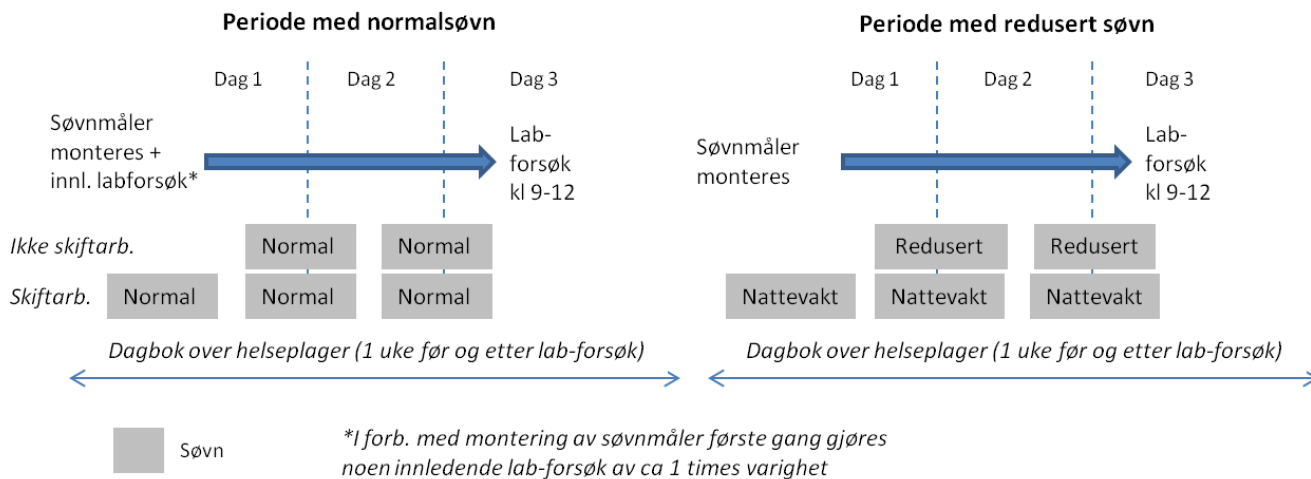 Periode med normalsøvn
Dag 1
Dag 2
Dag 3
Søvnmåler
monteres +
innl. labforsøk*
Lab-
forsøk
kl 9-12
Ikke skiftarb.
Normal
Normal
Skiftarb.
Normal
Normal
Normal
Dagbok over helseplager (1 uke før og etter lab-forsøk)
Periode med redusert søvn
Dag 1
Dag 2
Dag 3
Søvnmåler
monteres
Lab-
forsøk
kl 9-12
Redusert
Redusert
Nattevakt
Nattevakt
Nattevakt
Dagbok over helseplager (1 uke før og etter lab-forsøk)
Søvn
*I forb. med montering av søvnmåler første gang gjøres
noen innledende lab-forsøk av ca 1 times varighet